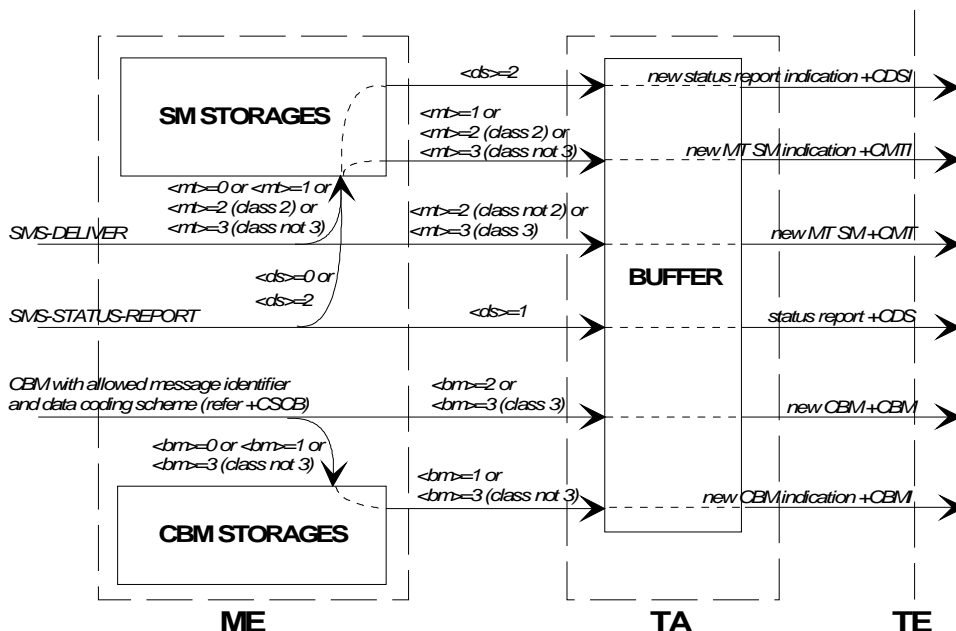 <ds>=2
new status report indication +CDSI
SM STORAGES
<mt>=1 or
<mt>=2 (class 2) or
<mt>=3 (class not 3)
new MT SM indication +CMTI
<mt>=0 or <mt>=1 or
<mt>=2 (class 2) or
<mt>=3 (class not 3)
<mt>=2 (class not 2) or
<mt>=3 (class 3)
SMS-DELIVER
new MT SM +CMT
BUFFER
<ds>=0 or
<ds>=2
SMS-STATUS-REPORT
<ds>=1
status report +CDS
CBM with allowed message identifier
and data coding scheme (refer +CSCB)
<bm>=2 or
<bm>=3 (class 3)
new CBM +CBM
<bm>=0 or <bm>=1 or
<bm>=3 (class not 3)
<bm>=1 or
<bm>=3 (class not 3)
new CBM indication +CBMI
CBM STORAGES
ME
TA
TE